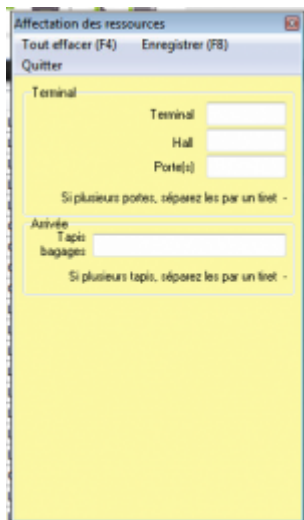 Affectation des ressources
Tout effacer (F4) Enregistrer (F8)
Quitter
Terminal
Terminal
Hall
Porte(s)
Si plusieurs portes, séparez les par un tiret -
Arrivée
Tapis
bagages
Si plusieurs tapis, séparez les par un tiret -